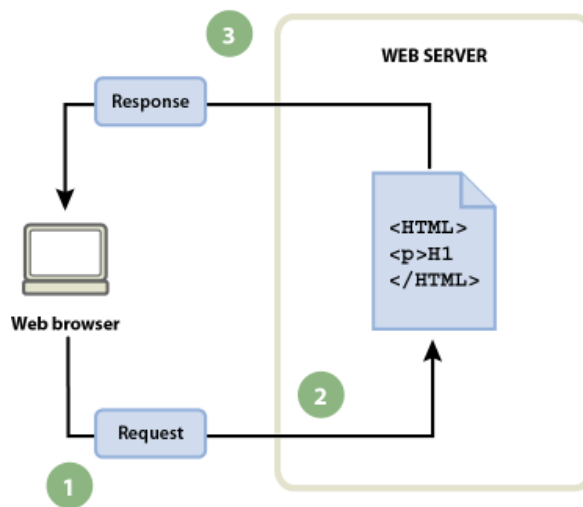 3
WEB SERVER
Response
<HTML>
<p>H1
</HTML>
Web browser
2
Request
1